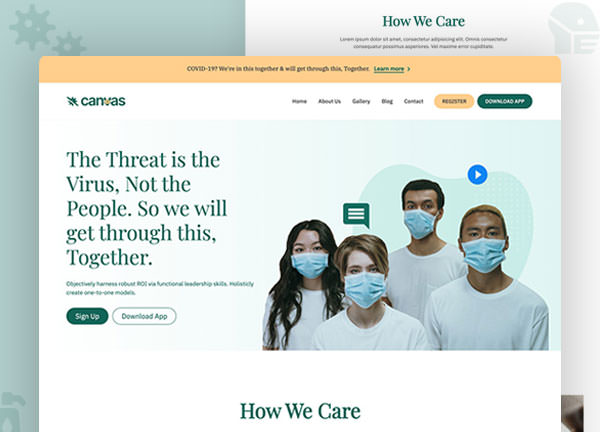 How We Care
Lorem ipsum dolor sit amet, consectetur adipisicing elit. Omnis consectetur
consectetur possimus asperiores. Vel maxime error cupiditate.
COVID-19? We're in this together & will get through this, Together. Learn more >
canvas
Home About Us Gallery Blog Contact REGISTER DOWNLOAD APP
The Threat is the
Virus, Not the
People. So we will
get through this,
Together.
Objectively harness robust ROI via functional leadership skills. Holisticly
create one-to-one models.
Sign Up Download App
How We Care